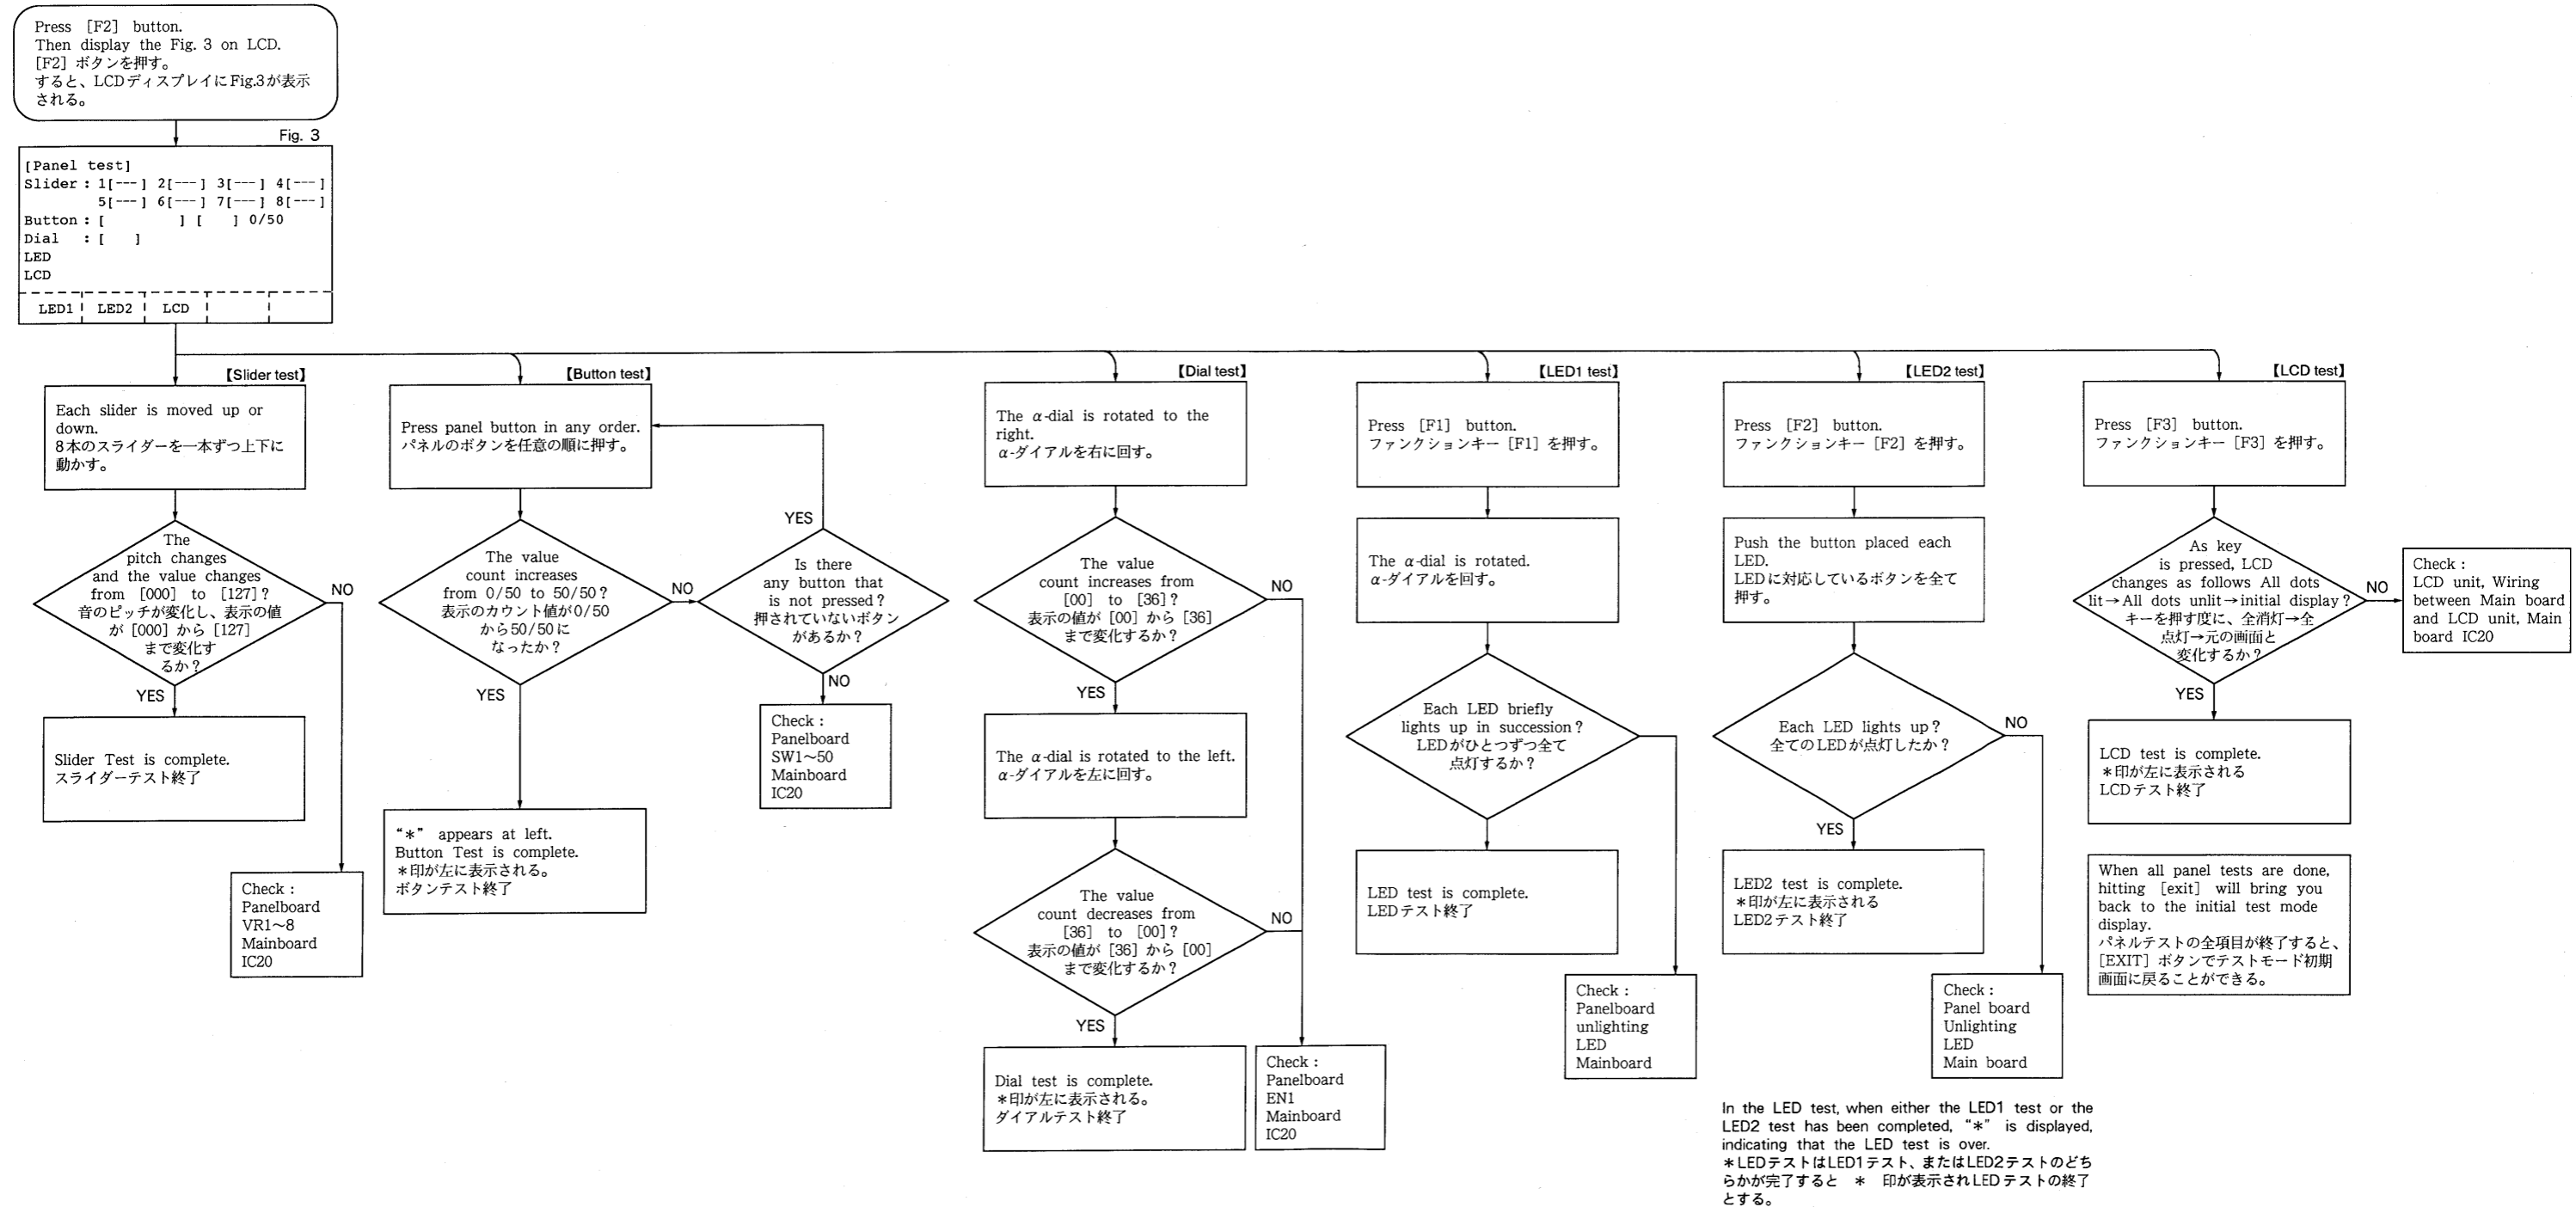 Press [F2] button.
Then display the Fig. 3 on LCD.
[F2] ボタンを押す。
すると、LCDディスプレイにFig.3が表示
される。
Fig. 3
[Panel test]
Slider : 1[---] 2[---] 3[---] 4[---]
5[---] 6[---] 7[---] 8[---]
Button : [ ] [ ] 0/50
Dial : [ ]
LED
LCD
LED1 LED2 LCD
【Slider test】
Each slider is moved up or
down.
8本のスライダーを一本ずつ上下に
動かす。
The
pitch changes
and the value changes
from [000] to [127]?
音のピッチが変化し、表示の値
が [000] から [127]
まで変化す
るか?
NO
YES
Slider Test is complete.
スライダーテスト終了
Check :
Panelboard
VR1〜8
Mainboard
IC20
【Button test】
Press panel button in any order.
パネルのボタンを任意の順に押す。
The value
count increases
from 0/50 to 50/50?
表示のカウント値が0/50
から50/50に
なったか?
NO
YES
Is there
any button that
is not pressed?
押されていないボタン
があるか?
YES
NO
Check :
Panelboard
SW1〜50
Mainboard
IC20
“*” appears at left.
Button Test is complete.
*印が左に表示される。
ボタンテスト終了
【Dial test】
The α-dial is rotated to the
right.
α-ダイアルを右に回す。
The value
count increases from
[00] to [36]?
表示の値が [00] から [36]
まで変化するか?
NO
YES
The α-dial is rotated to the left.
α-ダイアルを左に回す。
The value
count decreases from
[36] to [00]?
表示の値が [36] から [00]
まで変化するか?
NO
YES
Dial test is complete.
*印が左に表示される。
ダイアルテスト終了
Check :
Panelboard
EN1
Mainboard
IC20
【LED1 test】
Press [F1] button.
ファンクションキー [F1] を押す。
The α-dial is rotated.
α-ダイアルを回す。
Each LED briefly
lights up in succession?
LEDがひとつずつ全て
点灯するか?
LED test is complete.
LEDテスト終了
Check :
Panelboard
unlighting
LED
Mainboard
【LED2 test】
Press [F2] button.
ファンクションキー [F2] を押す。
Push the button placed each
LED.
LEDに対応しているボタンを全て
押す。
Each LED lights up?
全てのLEDが点灯したか?
NO
YES
LED2 test is complete.
*印が左に表示される
LED2テスト終了
Check :
Panel board
Unlighting
LED
Main board
In the LED test, when either the LED1 test or the
LED2 test has been completed, “*” is displayed,
indicating that the LED test is over.
*LEDテストはLED1テスト、またはLED2テストのどち
らかが完了すると * 印が表示されLEDテストの終了
とする。
【LCD test】
Press [F3] button.
ファンクションキー [F3] を押す。
As key
is pressed, LCD
changes as follows All dots
lit→All dots unlit→initial display?
キーを押す度に、全消灯→全
点灯→元の画面と
変化するか?
NO
YES
Check :
LCD unit, Wiring
between Main board
and LCD unit, Main
board IC20
LCD test is complete.
*印が左に表示される
LCDテスト終了
When all panel tests are done,
hitting [exit] will bring you
back to the initial test mode
display.
パネルテストの全項目が終了すると、
[EXIT] ボタンでテストモード初期
画面に戻ることができる。